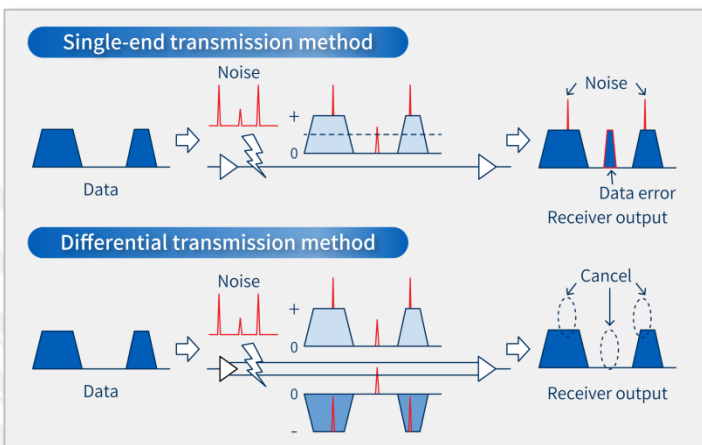 Single-end transmission method
Noise
+
0
Data
Noise
Data error
Receiver output
Differential transmission method
Noise
+
0
0
-
Data
Cancel
Receiver output